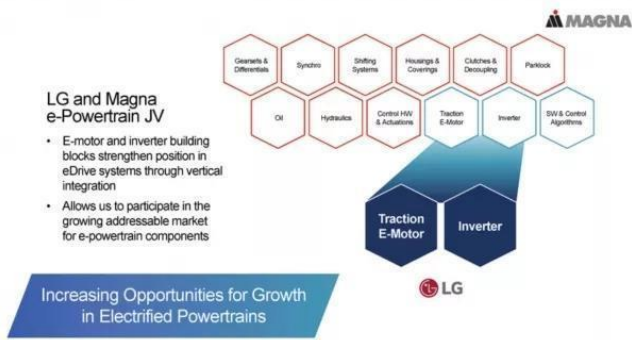 MAGNA
Gearsets &
Differentials
Synchro
Shifting
Systems
Housings &
Coverings
Clutches &
Decoupling
Parklock
Oil
Hydraulics
Control HW
& Actuations
Traction
E-Motor
Inverter
SW & Control
Algorithms
LG and Magna
e-Powertrain JV
• E-motor and inverter building
blocks strengthen position in
eDrive systems through vertical
integration
• Allows us to participate in the
growing addressable market
for e-powertrain components
Traction
E-Motor
Inverter
LG
Increasing Opportunities for Growth
in Electrified Powertrains